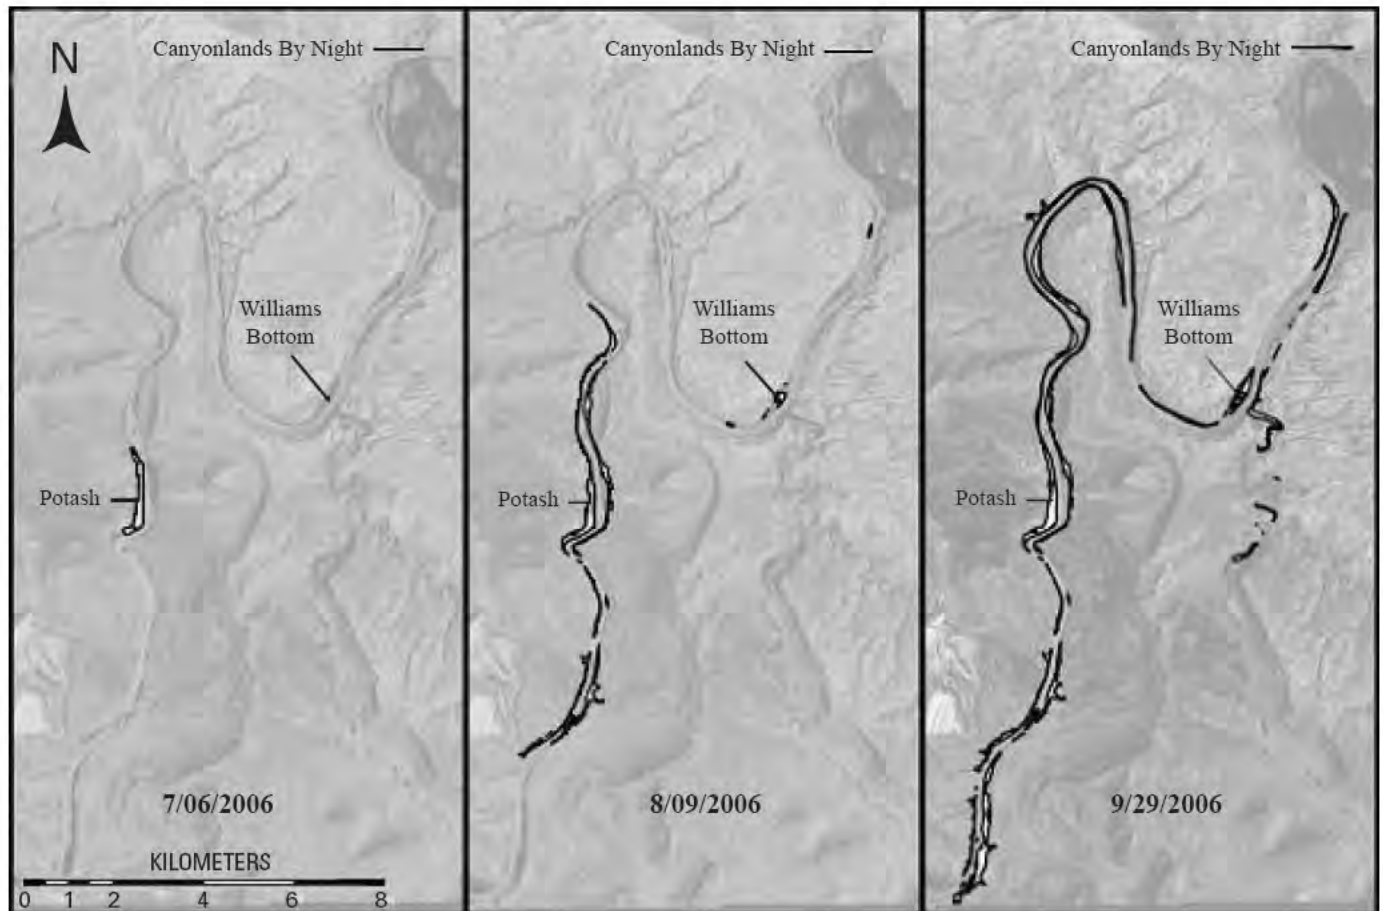 N
Canyonlands By Night
Williams
Bottom
Potash
7/06/2006
KILOMETERS
0 1 2 4 6 8
Canyonlands By Night
Williams
Bottom
Potash
8/09/2006
Canyonlands By Night
Williams
Bottom
Potash
9/29/2006